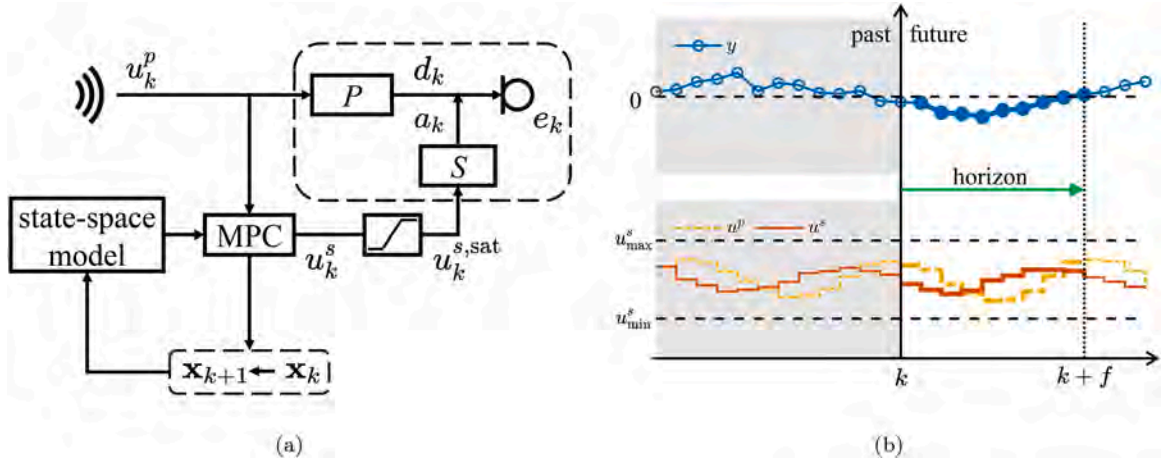 u_k^p
P
d_k
a_k
e_k
S
state-space
model
MPC
u_k^s
u_k^{s,sat}
x_{k+1} ← x_k
(a)
past future
y
0
horizon
u^p u^s
u_max^s
u_min^s
k
k + f
(b)